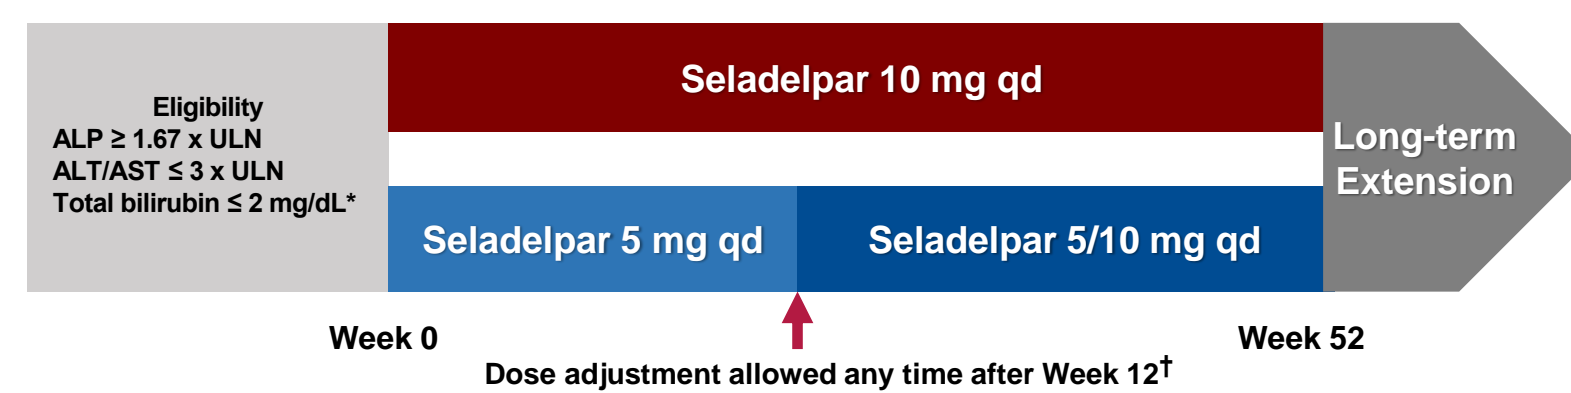 Eligibility
ALP ≥ 1.67 x ULN
ALT/AST ≤ 3 x ULN
Total bilirubin ≤ 2 mg/dL*
Seladelpar 10 mg qd
Seladelpar 5 mg qd
Seladelpar 5/10 mg qd
Long-term
Extension
Week 0
Week 52
Dose adjustment allowed any time after Week 12†